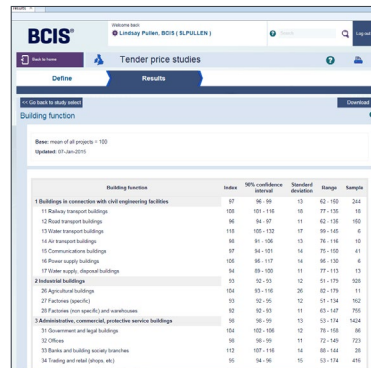 Results
BCIS®
Welcome back
Lindsay Pullen, BCIS ( SLPULLEN )
Search
Log out
Back to home
Tender price studies
Define
Results
<< Go back to study select
Download
Building function
Base: mean of all projects = 100
Updated: 07-Jan-2015
Building function Index 90% confidence interval Standard deviation Range Sample
1 Buildings in connection with civil engineering facilities 97 96 - 99 13 62 - 150 244
11 Railway transport buildings 108 101 - 116 18 77 - 135 18
12 Road transport buildings 96 94 - 97 11 62 - 135 150
13 Water transport buildings 118 105 - 132 17 99 - 145 6
14 Air transport buildings 98 91 - 106 13 76 - 116 10
15 Communications buildings 97 94 - 101 14 75 - 150 41
16 Power supply buildings 106 96 - 117 14 96 - 130 6
17 Water supply, disposal buildings 94 89 - 100 11 77 - 113 13
2 Industrial buildings 93 92 - 93 12 51 - 179 928
26 Agricultural buildings 104 93 - 116 26 82 - 179 11
27 Factories (specific) 93 92 - 95 12 51 - 134 162
28 Factories (non specific) and warehouses 92 92 - 93 11 63 - 147 755
3 Administrative, commercial, protective service buildings 98 98 - 99 13 53 - 174 1424
31 Government and legal buildings 104 102 - 106 12 78 - 158 86
32 Offices 98 98 - 99 11 72 - 149 723
33 Banks and building society branches 112 107 - 116 14 88 - 144 28
34 Trading and retail (shops, etc) 95 94 - 96 15 53 - 174 416